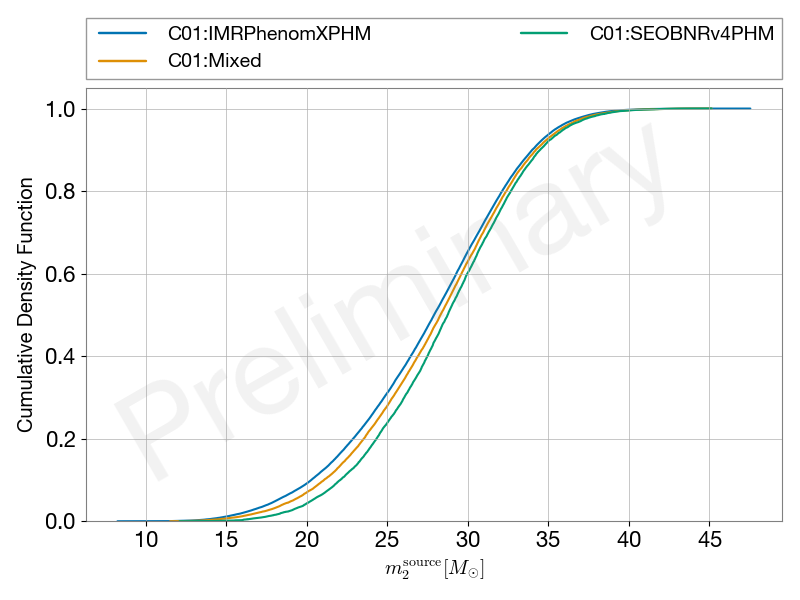 C01:IMRPhenomXPHM
C01:Mixed
C01:SEOBNRv4PHM
Cumulative Density Function
1.0
0.8
0.6
0.4
0.2
0.0
Preliminary
10 15 20 25 30 35 40 45
m₂^source [M⊙]